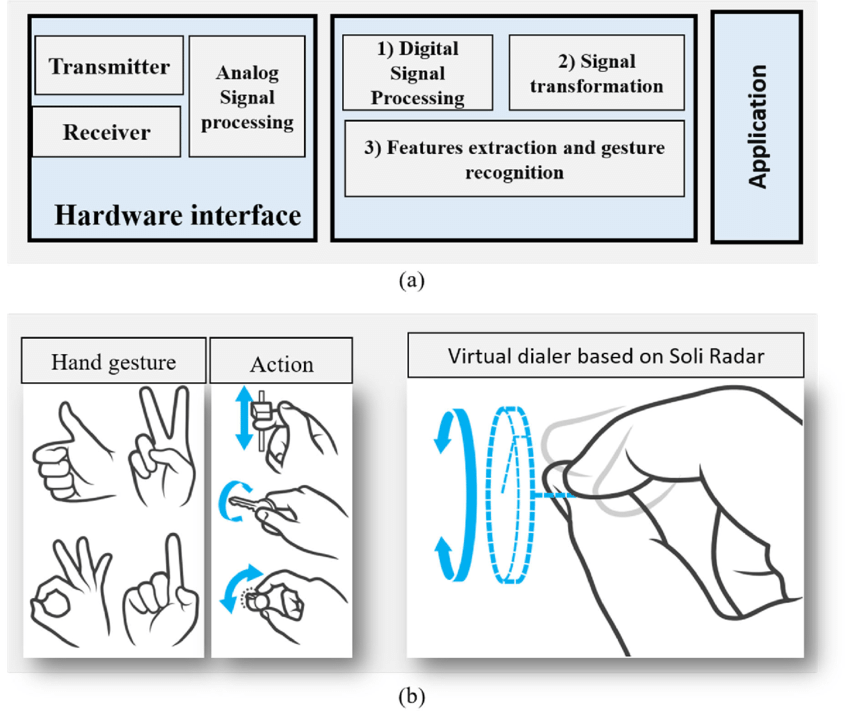 Transmitter
Receiver
Analog
Signal
processing
Hardware interface
1) Digital
Signal
Processing
2) Signal
transformation
3) Features extraction and gesture
recognition
Application
(a)
Hand gesture
Action
Virtual dialer based on Soli Radar
(b)